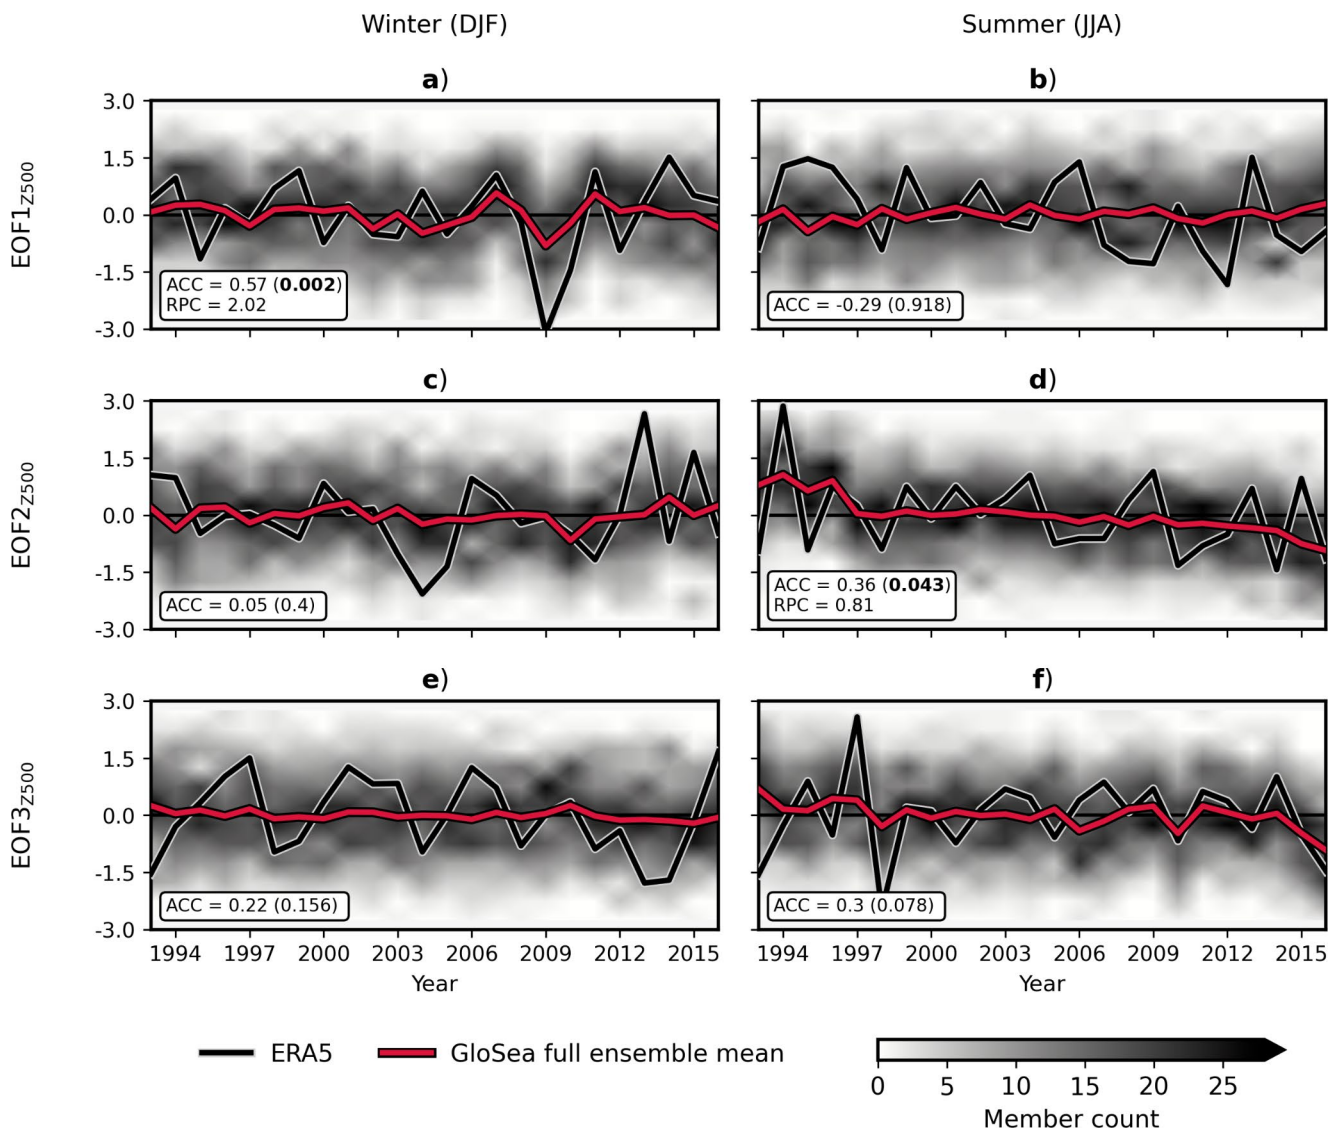 Winter (DJF)
Summer (JJA)
a)
b)
EOF1Z500
3.0
1.5
0.0
-1.5
-3.0
ACC = 0.57 (0.002)
RPC = 2.02
ACC = -0.29 (0.918)
c)
d)
EOF2Z500
3.0
1.5
0.0
-1.5
-3.0
ACC = 0.05 (0.4)
ACC = 0.36 (0.043)
RPC = 0.81
e)
f)
EOF3Z500
3.0
1.5
0.0
-1.5
-3.0
ACC = 0.22 (0.156)
ACC = 0.3 (0.078)
1994 1997 2000 2003 2006 2009 2012 2015
1994 1997 2000 2003 2006 2009 2012 2015
Year
Year
ERA5
GloSea full ensemble mean
0 5 10 15 20 25
Member count